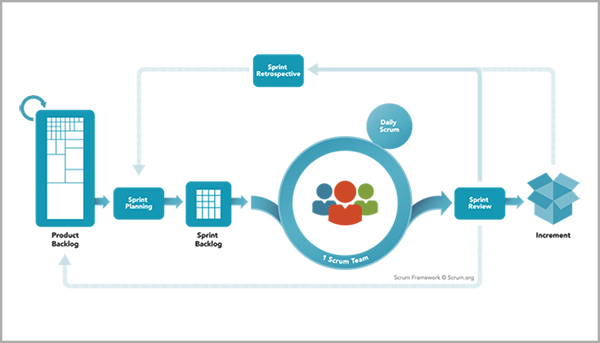 Sprint
Retrospective
Daily
Scrum
Sprint
Planning
Sprint
Review
Product
Backlog
Sprint
Backlog
1 Scrum Team
Increment
Scrum Framework © Scrum.org